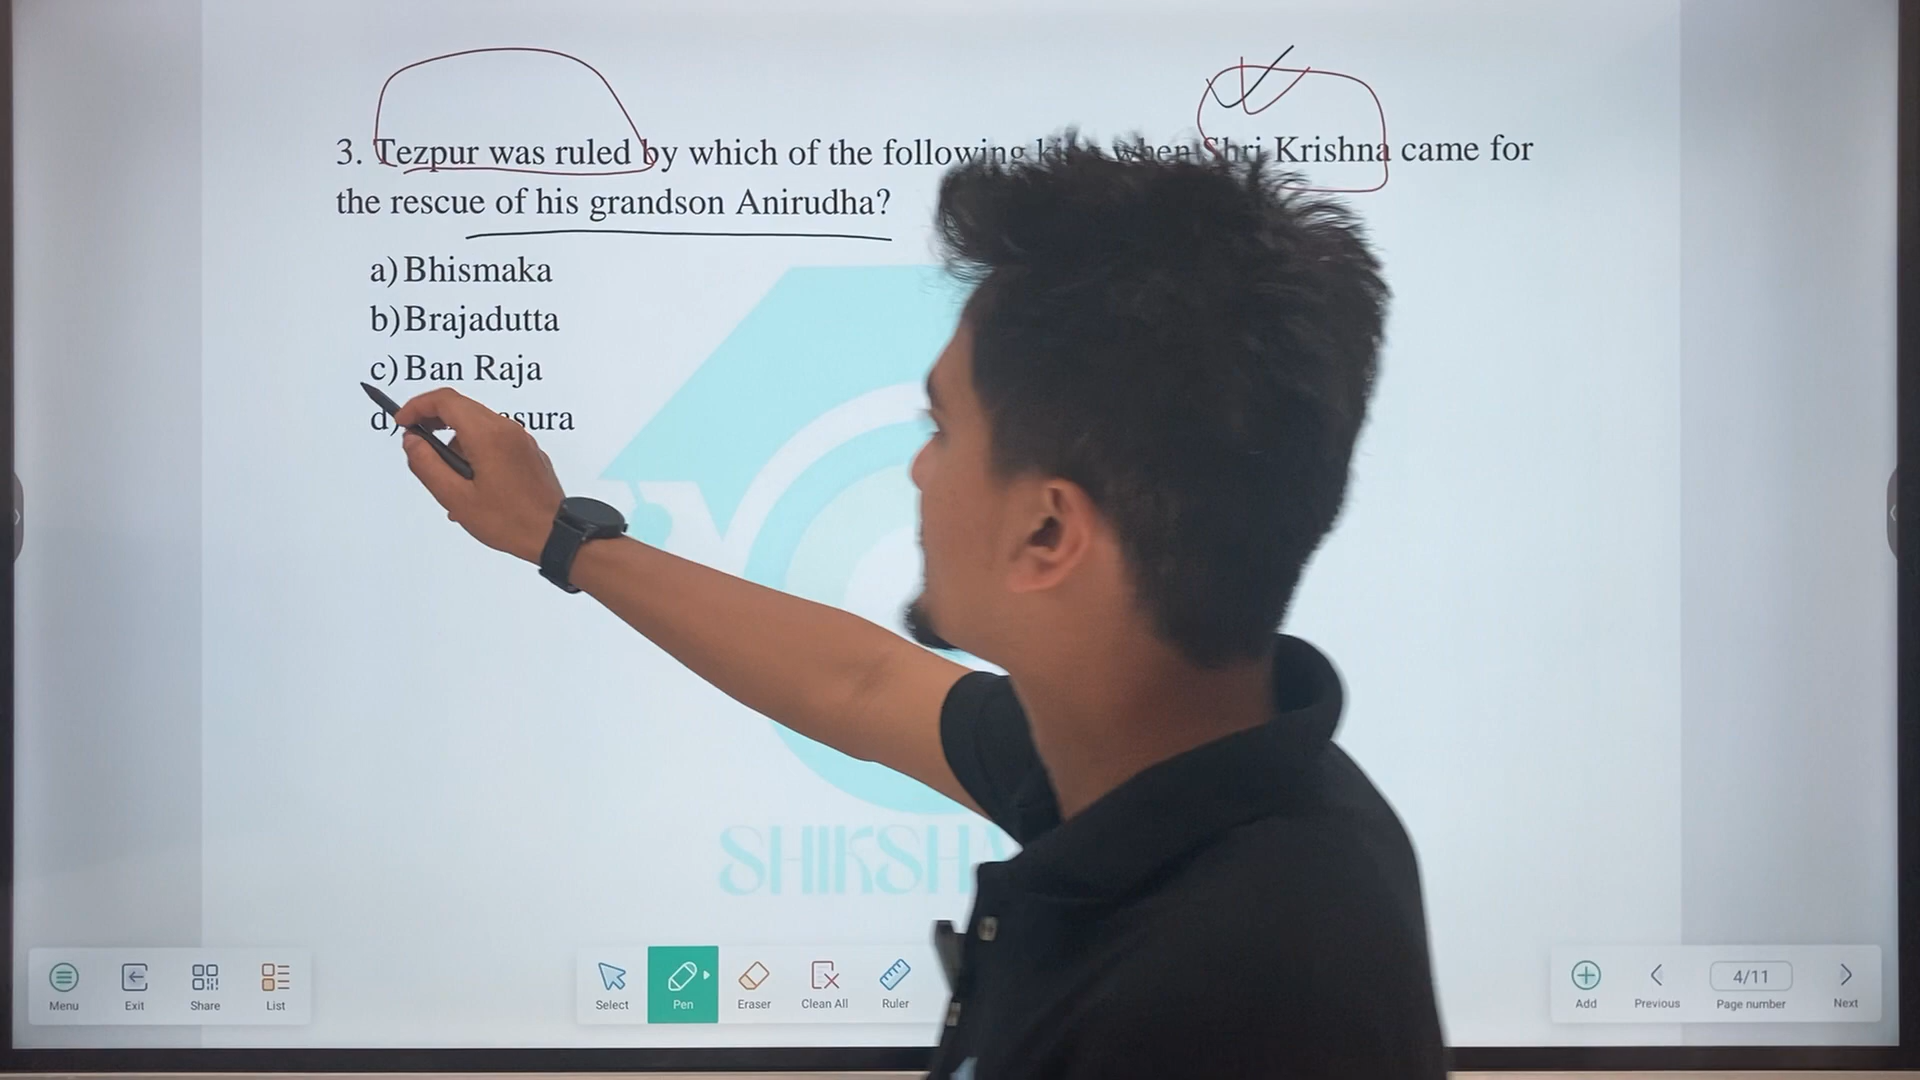 3. Tezpur was ruled by which of the following when Shri Krishna came for
the rescue of his grandson Anirudha?
a) Bhismaka
b) Brajadutta
c) Ban Raja
d)
Menu
Exit
Share
List
Select
Pen
Eraser
Clean All
Ruler
Add
Previous
4/11
Page number
Next